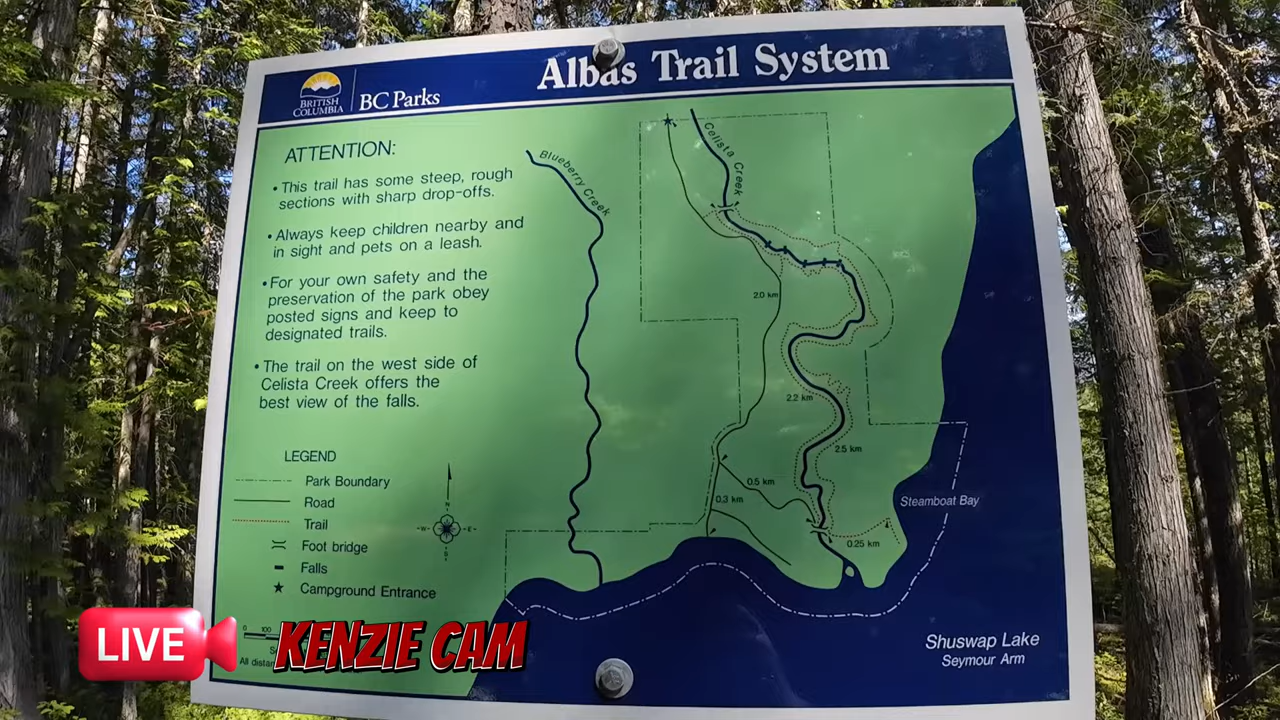 Albas Trail System
BRITISH
COLUMBIA
BC Parks
ATTENTION:
• This trail has some steep, rough
sections with sharp drop-offs.
• Always keep children nearby and
in sight and pets on a leash.
• For your own safety and the
preservation of the park obey
posted signs and keep to
designated trails.
• The trail on the west side of
Celista Creek offers the
best view of the falls.
LEGEND
Park Boundary
Road
Trail
Foot bridge
Falls
Campground Entrance
N
W
E
S
0 100
All
Blueberry Creek
Celista Creek
2.0 km
2.2 km
2.5 km
0.5 km
0.3 km
0.25 km
Steamboat Bay
Shuswap Lake
Seymour Arm
LIVE
KENZIE CAM